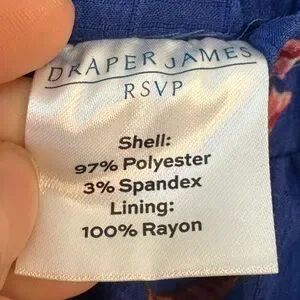 DRAPER JAMES
RSVP
Shell:
97% Polyester
3% Spandex
Lining:
100% Rayon